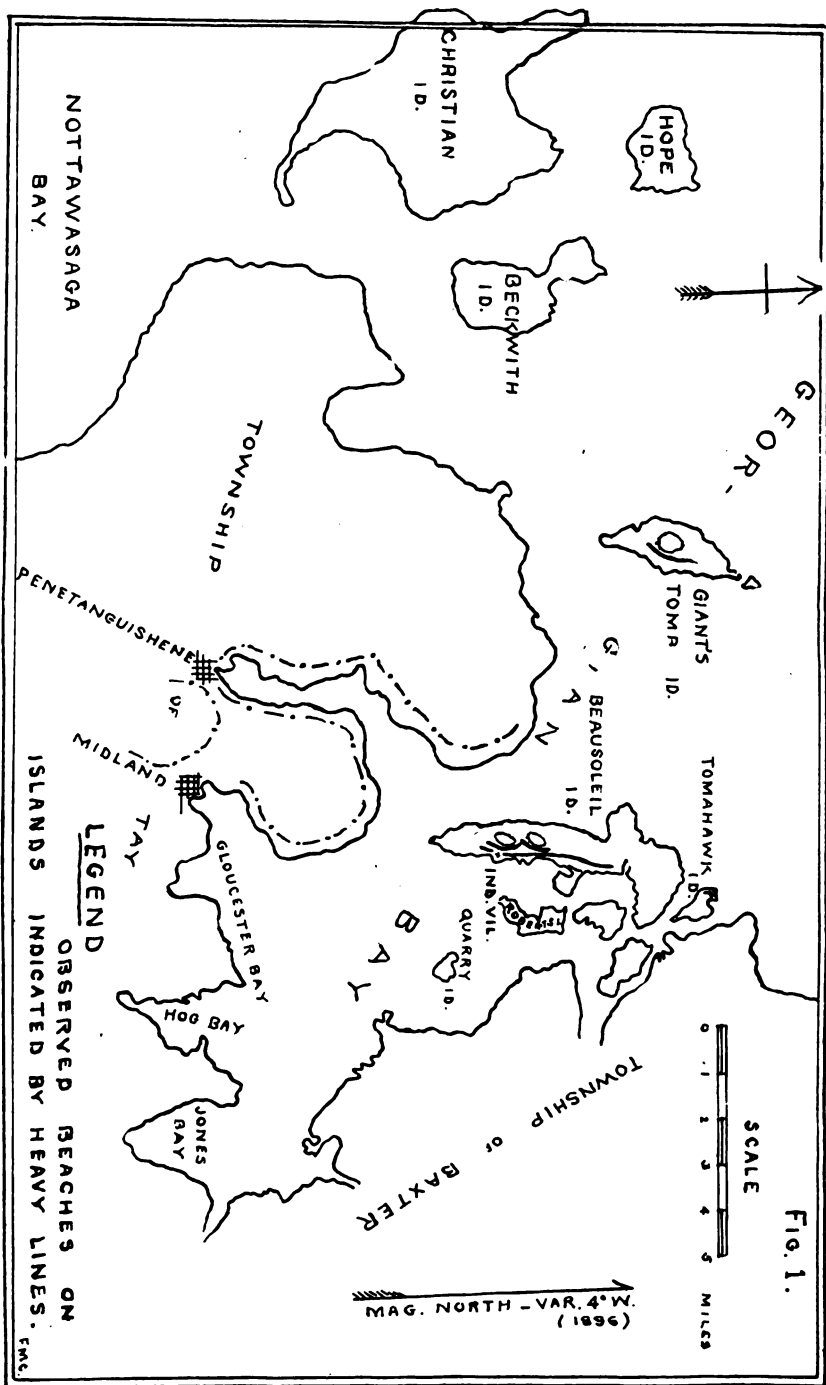 Fig. 1.
CHRISTIAN
ID.
HOPE
ID.
BECKWITH
ID.
GEOR-
G, A N
BAY
GIANT'S
TOMB ID.
BEAUSOLEIL
ID.
TOMAHAWK
ID.
IND. VIL.
ROBERTS I.
QUARRY
ID.
SCALE
0 1 2 3 4 5 MILES
TOWNSHIP OF BAXTER
MAG. NORTH - VAR. 4° W.
(1896)
NOTTAWASAGA
BAY.
TOWNSHIP
OF
TAY
PENETANGUISHENE
MIDLAND
GLOUCESTER BAY
HOG BAY
JONES
BAY
LEGEND
OBSERVED BEACHES ON
ISLANDS INDICATED BY HEAVY LINES.
FMC.